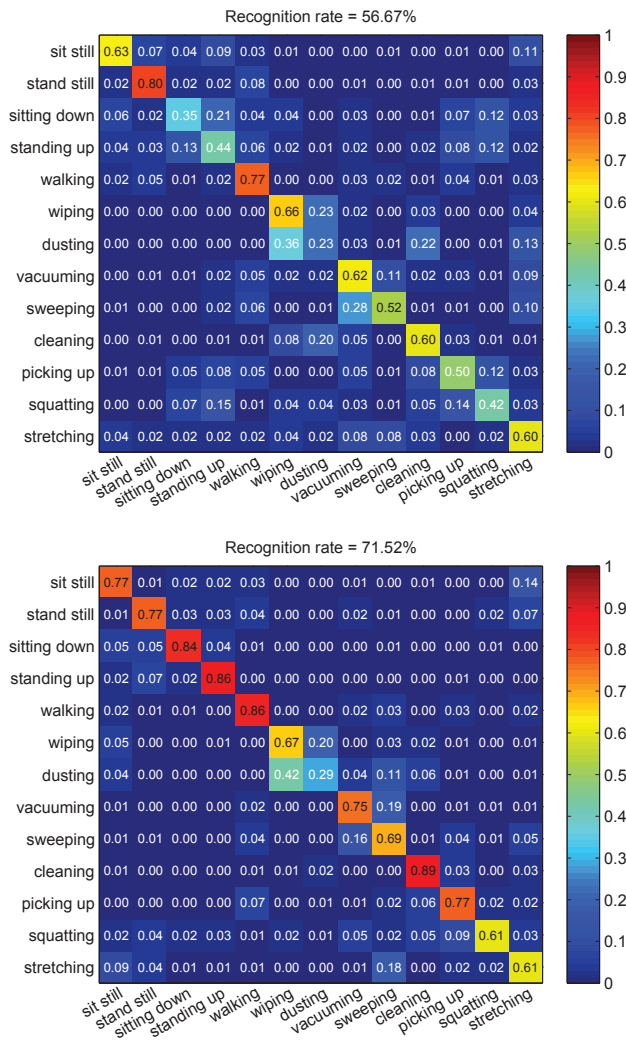 Recognition rate = 56.67%
sit still 0.63 0.07 0.04 0.09 0.03 0.01 0.00 0.00 0.00 0.01 0.01 0.00 0.11
stand still 0.02 0.80 0.02 0.02 0.08 0.00 0.00 0.01 0.01 0.00 0.01 0.00 0.03
sitting down 0.06 0.02 0.35 0.21 0.04 0.04 0.00 0.03 0.00 0.01 0.07 0.12 0.03
standing up 0.04 0.03 0.13 0.44 0.06 0.02 0.01 0.02 0.00 0.02 0.08 0.12 0.02
walking 0.02 0.05 0.01 0.02 0.77 0.00 0.00 0.03 0.02 0.01 0.04 0.01 0.03
wiping 0.00 0.00 0.00 0.00 0.00 0.66 0.23 0.02 0.00 0.03 0.00 0.00 0.04
dusting 0.00 0.00 0.00 0.00 0.00 0.36 0.23 0.03 0.01 0.22 0.00 0.00 0.13
vacuuming 0.00 0.01 0.01 0.02 0.05 0.02 0.02 0.62 0.11 0.02 0.03 0.01 0.09
sweeping 0.01 0.00 0.00 0.02 0.06 0.00 0.01 0.28 0.52 0.01 0.01 0.00 0.10
cleaning 0.01 0.00 0.00 0.01 0.01 0.08 0.20 0.05 0.00 0.60 0.03 0.01 0.01
picking up 0.01 0.01 0.05 0.08 0.05 0.00 0.00 0.05 0.01 0.08 0.50 0.12 0.03
squatting 0.00 0.00 0.07 0.15 0.01 0.04 0.04 0.03 0.01 0.05 0.14 0.42 0.03
stretching 0.04 0.02 0.02 0.02 0.02 0.04 0.02 0.08 0.08 0.03 0.00 0.02 0.60
sit still stand still sitting down standing up walking wiping dusting vacuuming sweeping cleaning picking up squatting stretching
1
0.9
0.8
0.7
0.6
0.5
0.4
0.3
0.2
0.1
0
Recognition rate = 71.52%
sit still 0.77 0.01 0.02 0.02 0.03 0.00 0.00 0.01 0.00 0.01 0.00 0.00 0.14
stand still 0.01 0.77 0.03 0.03 0.04 0.00 0.00 0.02 0.01 0.00 0.00 0.02 0.07
sitting down 0.05 0.05 0.84 0.04 0.01 0.00 0.00 0.00 0.00 0.00 0.00 0.01 0.00
standing up 0.02 0.07 0.02 0.86 0.00 0.00 0.00 0.00 0.00 0.00 0.00 0.01 0.01
walking 0.02 0.01 0.01 0.00 0.86 0.00 0.00 0.02 0.03 0.00 0.03 0.00 0.02
wiping 0.05 0.00 0.00 0.01 0.00 0.67 0.20 0.00 0.03 0.02 0.01 0.00 0.01
dusting 0.04 0.00 0.00 0.00 0.00 0.42 0.29 0.04 0.11 0.06 0.01 0.01 0.01
vacuuming 0.01 0.00 0.00 0.00 0.02 0.00 0.00 0.75 0.19 0.00 0.01 0.01 0.01
sweeping 0.01 0.01 0.00 0.00 0.04 0.00 0.00 0.16 0.69 0.01 0.04 0.01 0.05
cleaning 0.01 0.00 0.00 0.00 0.00 0.01 0.02 0.00 0.01 0.89 0.03 0.00 0.03
picking up 0.00 0.00 0.00 0.00 0.07 0.00 0.01 0.01 0.02 0.06 0.77 0.02 0.02
squatting 0.02 0.04 0.02 0.03 0.01 0.02 0.01 0.05 0.02 0.05 0.09 0.61 0.03
stretching 0.09 0.04 0.01 0.01 0.01 0.00 0.00 0.01 0.18 0.00 0.02 0.02 0.61
sit still stand still sitting down standing up walking wiping dusting vacuuming sweeping cleaning picking up squatting stretching
1
0.9
0.8
0.7
0.6
0.5
0.4
0.3
0.2
0.1
0